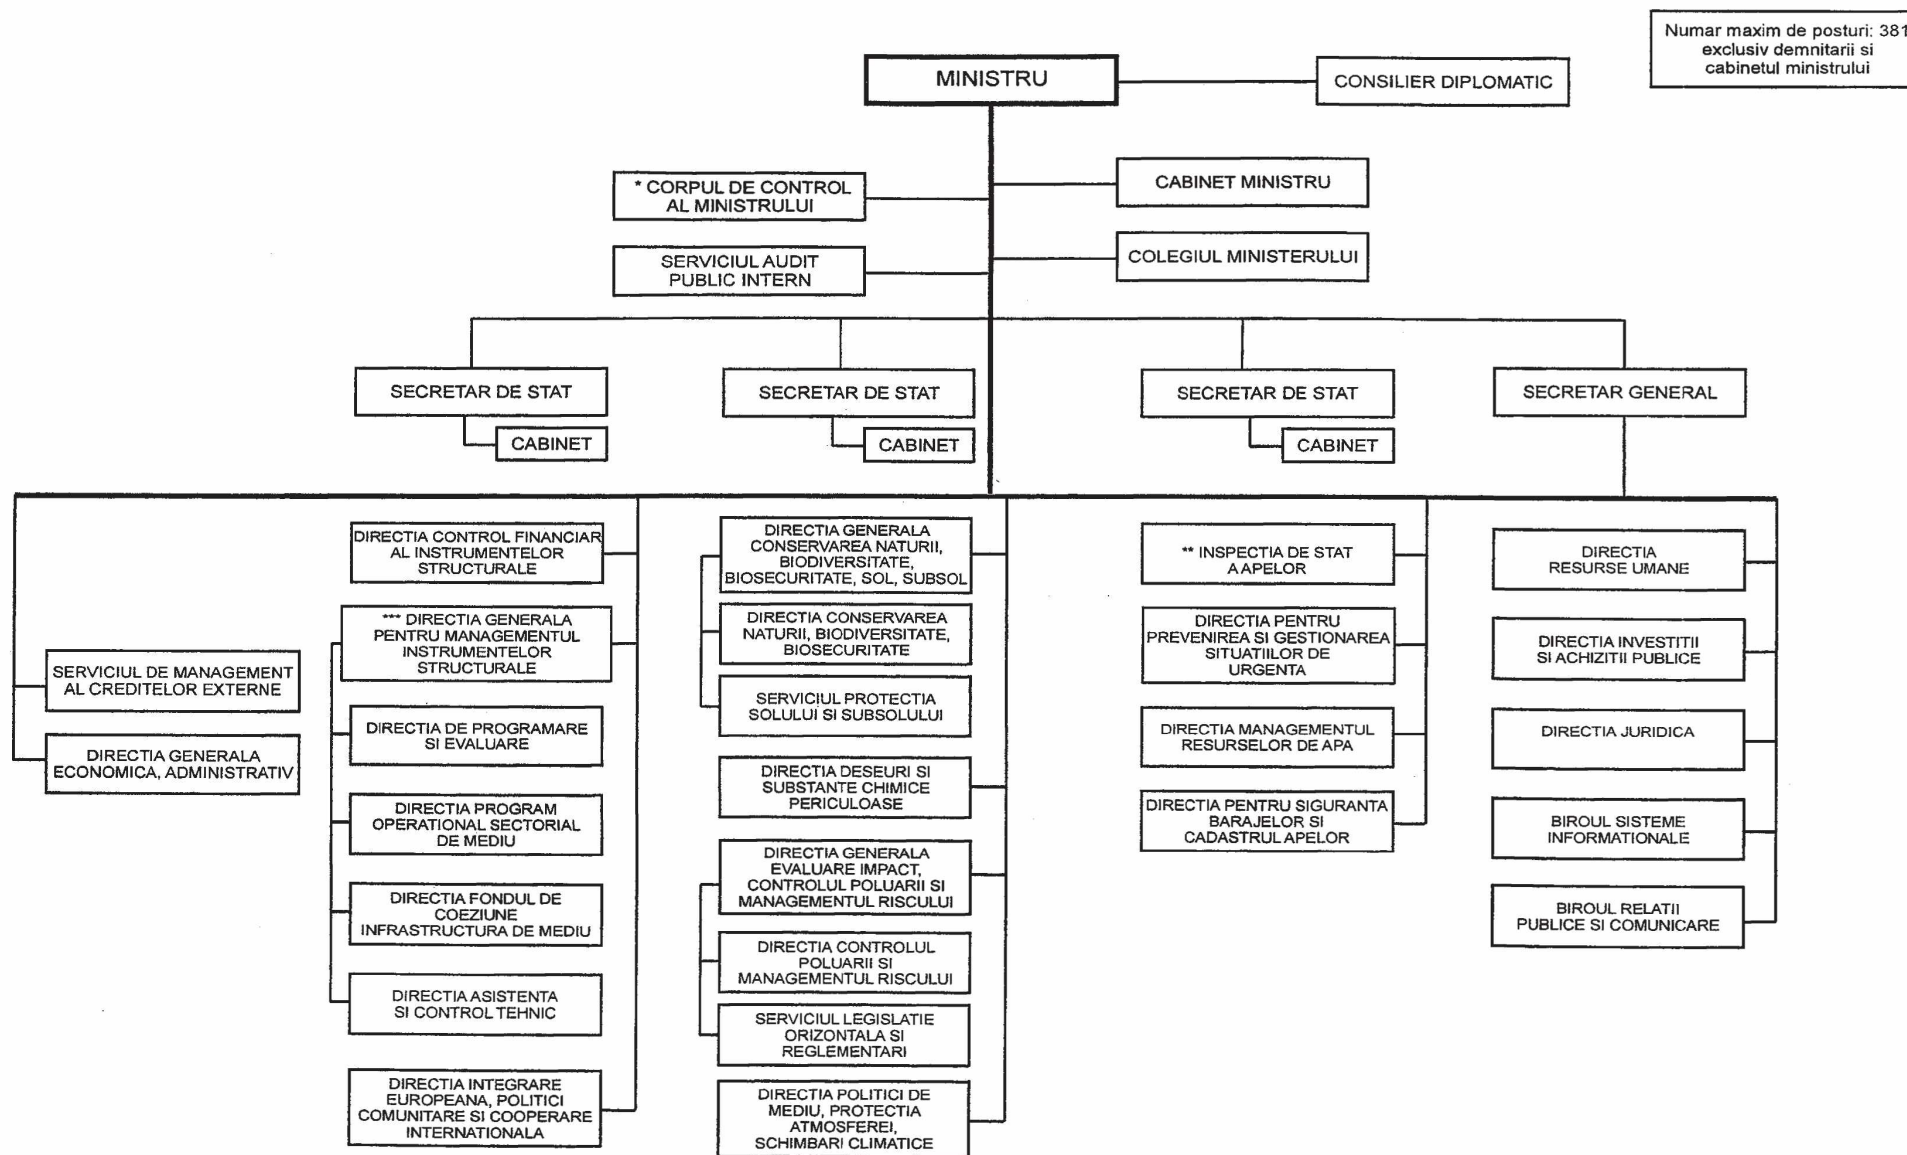 Numar maxim de posturi: 381
exclusiv demnitarii si
cabinetul ministrului
MINISTRU
CONSILIER DIPLOMATIC
* CORPUL DE CONTROL
AL MINISTRULUI
CABINET MINISTRU
SERVICIUL AUDIT
PUBLIC INTERN
COLEGIUL MINISTERULUI
SECRETAR DE STAT
CABINET
SECRETAR DE STAT
CABINET
SECRETAR DE STAT
CABINET
SECRETAR GENERAL
SERVICIUL DE MANAGEMENT
AL CREDITELOR EXTERNE
DIRECTIA GENERALA
ECONOMICA, ADMINISTRATIV
DIRECTIA CONTROL FINANCIAR
AL INSTRUMENTELOR
STRUCTURALE
*** DIRECTIA GENERALA
PENTRU MANAGEMENTUL
INSTRUMENTELOR
STRUCTURALE
DIRECTIA DE PROGRAMARE
SI EVALUARE
DIRECTIA PROGRAM
OPERATIONAL SECTORIAL
DE MEDIU
DIRECTIA FONDUL DE
COEZIUNE
INFRASTRUCTURA DE MEDIU
DIRECTIA ASISTENTA
SI CONTROL TEHNIC
DIRECTIA INTEGRARE
EUROPEANA, POLITICI
COMUNITARE SI COOPERARE
INTERNATIONALA
DIRECTIA GENERALA
CONSERVAREA NATURII,
BIODIVERSITATE,
BIOSECURITATE, SOL, SUBSOL
DIRECTIA CONSERVAREA
NATURII, BIODIVERSITATE,
BIOSECURITATE
SERVICIUL PROTECTIA
SOLULUI SI SUBSOLULUI
DIRECTIA DESEURI SI
SUBSTANTE CHIMICE
PERICULOASE
DIRECTIA GENERALA
EVALUARE IMPACT,
CONTROLUL POLUARII SI
MANAGEMENTUL RISCULUI
DIRECTIA CONTROLUL
POLUARII SI
MANAGEMENTUL RISCULUI
SERVICIUL LEGISLATIE
ORIZONTALA SI
REGLEMENTARI
DIRECTIA POLITICI DE
MEDIU, PROTECTIA
ATMOSFEREI,
SCHIMBARI CLIMATICE
** INSPECTIA DE STAT
A APELOR
DIRECTIA PENTRU
PREVENIREA SI GESTIONAREA
SITUATIILOR DE
URGENTA
DIRECTIA MANAGEMENTUL
RESURSELOR DE APA
DIRECTIA PENTRU SIGURANTA
BARAJELOR SI
CADASTRUL APELOR
DIRECTIA
RESURSE UMANE
DIRECTIA INVESTITII
SI ACHIZITII PUBLICE
DIRECTIA JURIDICA
BIROUL SISTEME
INFORMATIONALE
BIROUL RELATII
PUBLICE SI COMUNICARE